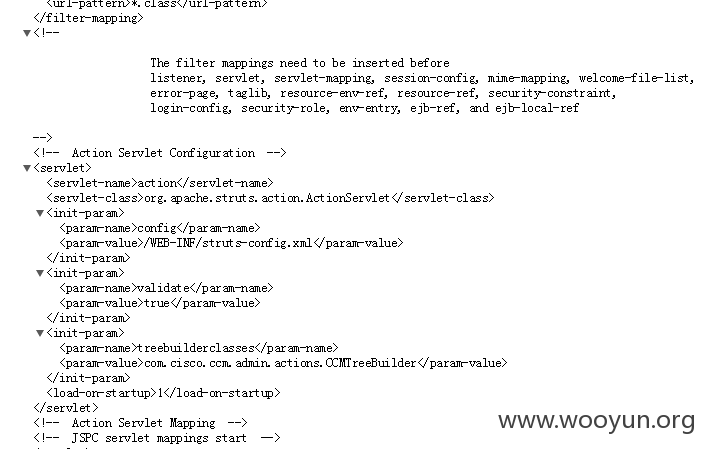 <url-pattern>*.class</url-pattern>
</filter-mapping>
<!--
The filter mappings need to be inserted before
listener, servlet, servlet-mapping, session-config, mime-mapping, welcome-file-list,
error-page, taglib, resource-env-ref, resource-ref, security-constraint,
login-config, security-role, env-entry, ejb-ref, and ejb-local-ref
-->
<!-- Action Servlet Configuration -->
<servlet>
<servlet-name>action</servlet-name>
<servlet-class>org.apache.struts.action.ActionServlet</servlet-class>
<init-param>
<param-name>config</param-name>
<param-value>/WEB-INF/struts-config.xml</param-value>
</init-param>
<init-param>
<param-name>validate</param-name>
<param-value>true</param-value>
</init-param>
<init-param>
<param-name>treebuilderclasses</param-name>
<param-value>com.cisco.ccm.admin.actions.CCMTreeBuilder</param-value>
</init-param>
<load-on-startup>1</load-on-startup>
</servlet>
<!-- Action Servlet Mapping -->
<!-- JSPC servlet mappings start -->
www.wooyun.org